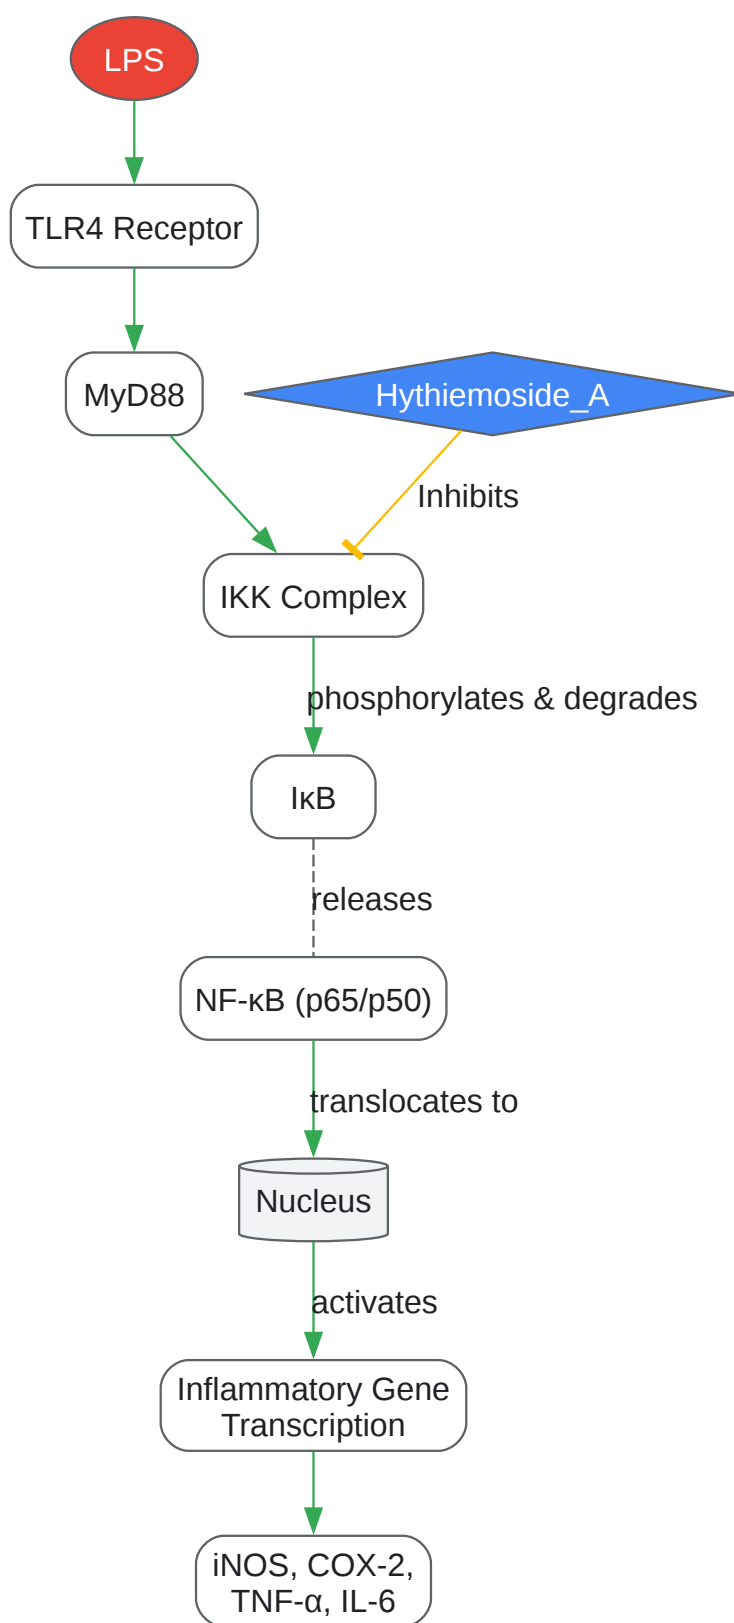 LPS
TLR4 Receptor
MyD88
Hythiemoside_A
Inhibits
IKK Complex
phosphorylates & degrades
IκB
releases
NF-κB (p65/p50)
translocates to
Nucleus
activates
Inflammatory Gene
Transcription
iNOS, COX-2,
TNF-α, IL-6